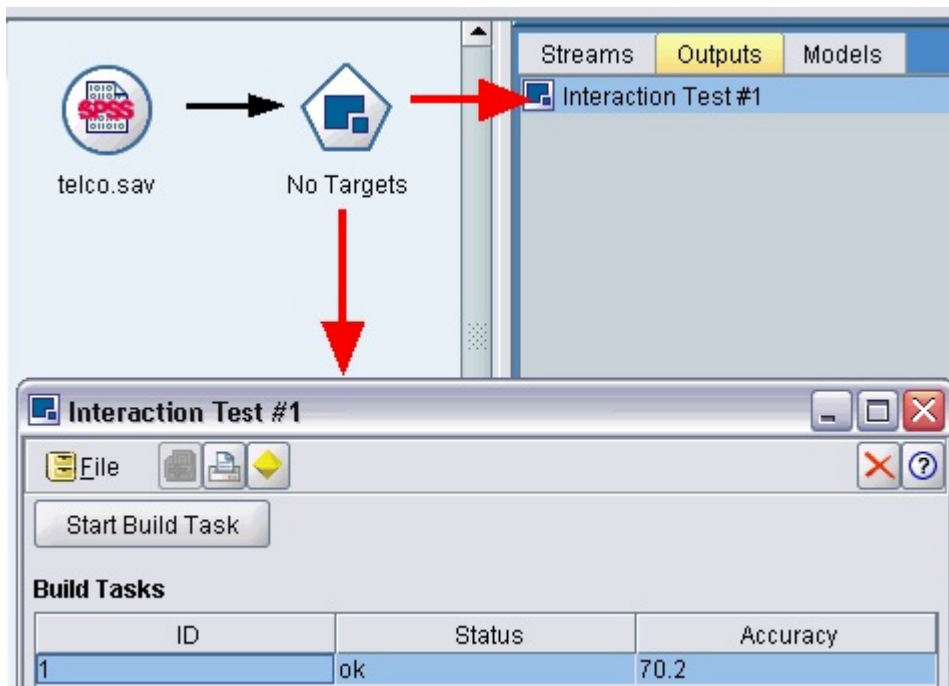 Streams Outputs Models
Interaction Test #1
SPSS
telco.sav
No Targets
Interaction Test #1
File
Start Build Task
Build Tasks
ID Status Accuracy
1 ok 70.2